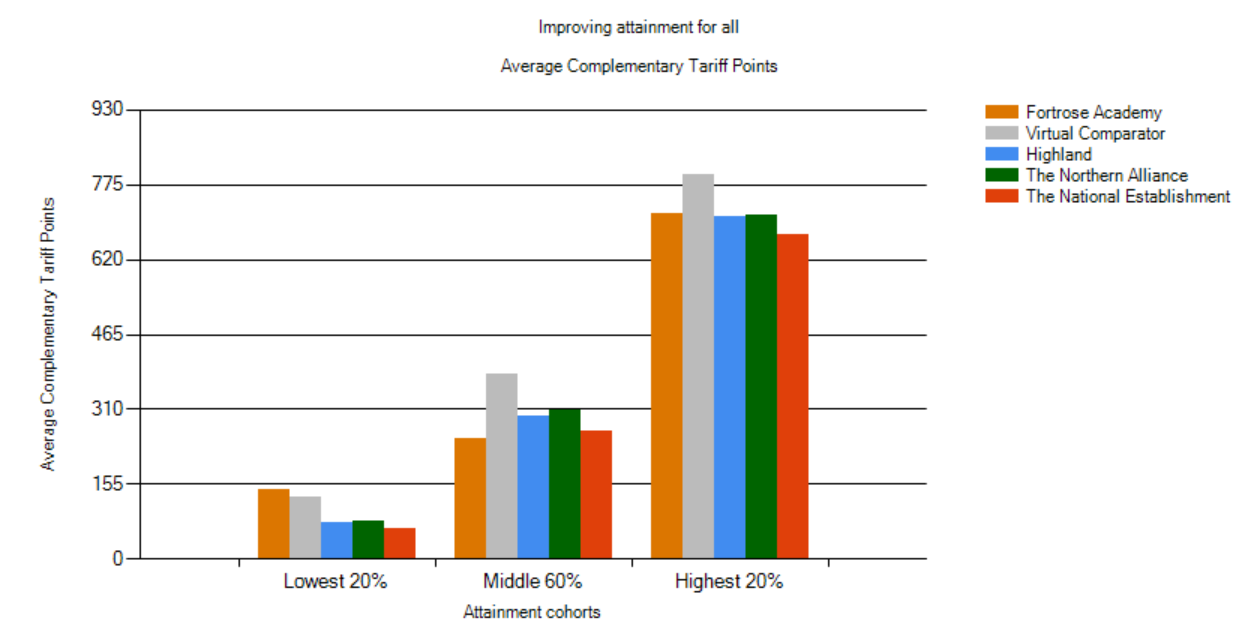 Improving attainment for all
Average Complementary Tariff Points
930
775
620
465
310
155
0
Average Complementary Tariff Points
Lowest 20%
Middle 60%
Highest 20%
Attainment cohorts
Fortrose Academy
Virtual Comparator
Highland
The Northern Alliance
The National Establishment